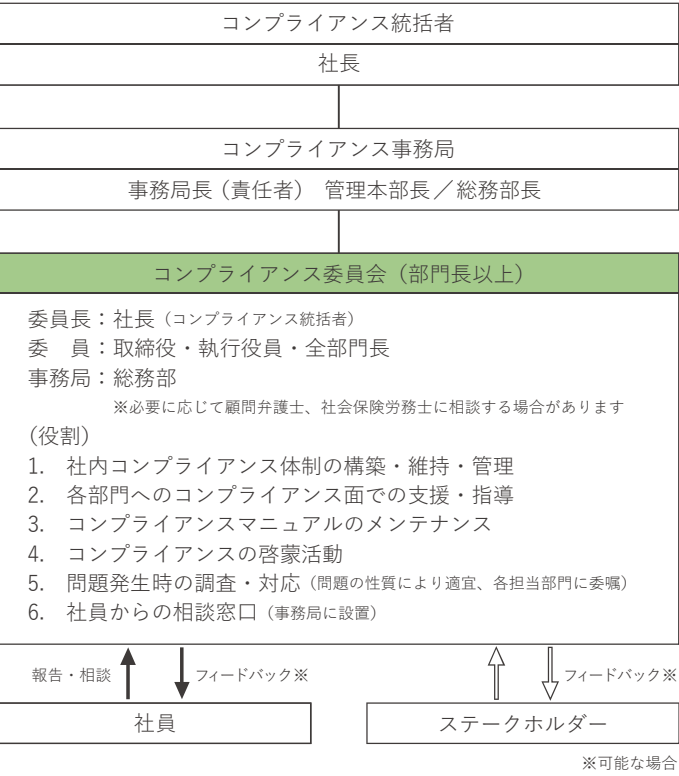 コンプライアンス統括者
社長
コンプライアンス事務局
事務局長（責任者）　管理本部長／総務部長
コンプライアンス委員会（部門長以上）
委員長：社長（コンプライアンス統括者）
委　員：取締役・執行役員・全部門長
事務局：総務部
※必要に応じて顧問弁護士、社会保険労務士に相談する場合があります
（役割）
1.　社内コンプライアンス体制の構築・維持・管理
2.　各部門へのコンプライアンス面での支援・指導
3.　コンプライアンスマニュアルのメンテナンス
4.　コンプライアンスの啓蒙活動
5.　問題発生時の調査・対応（問題の性質により適宜、各担当部門に委嘱）
6.　社員からの相談窓口（事務局に設置）
報告・相談
フィードバック※
フィードバック※
社員
ステークホルダー
※可能な場合